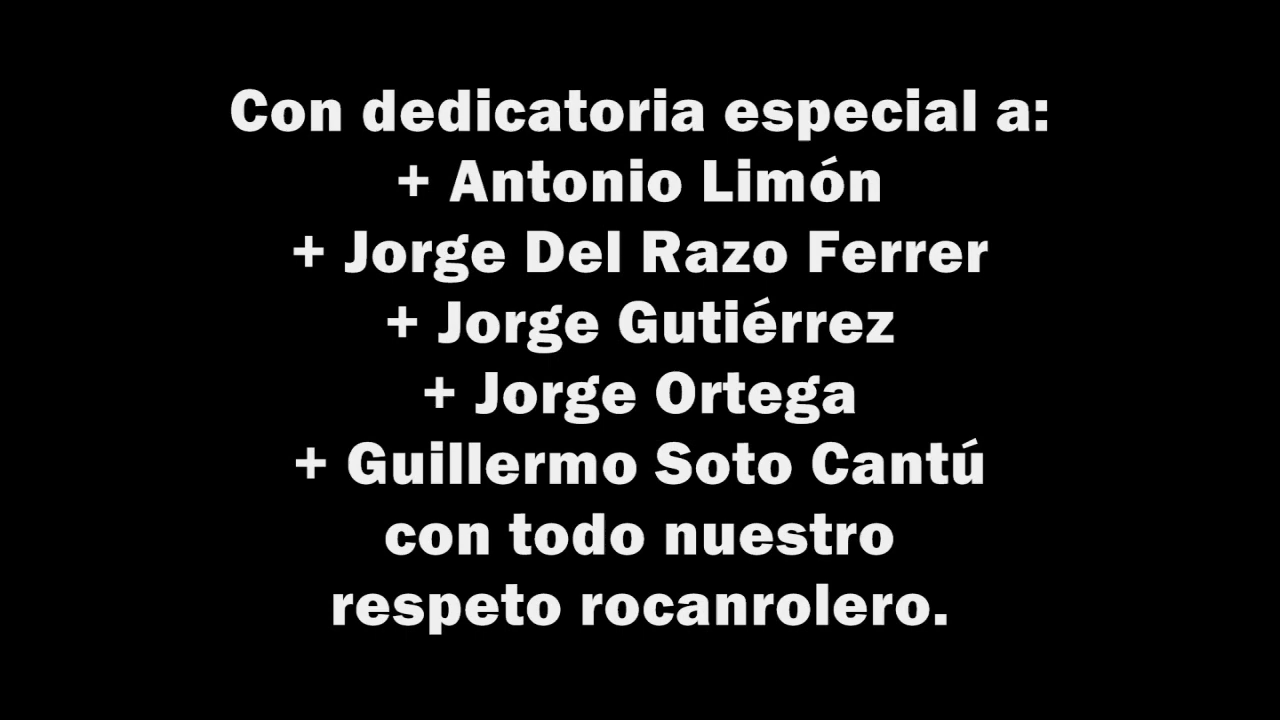 Con dedicatoria especial a:
+ Antonio Limón
+ Jorge Del Razo Ferrer
+ Jorge Gutiérrez
+ Jorge Ortega
+ Guillermo Soto Cantú
con todo nuestro
respeto rocanrolero.